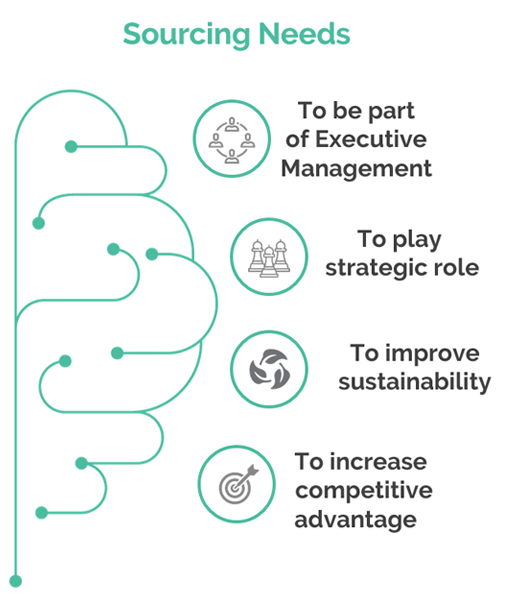 Sourcing Needs
To be part
of Executive
Management
To play
strategic role
To improve
sustainability
To increase
competitive
advantage